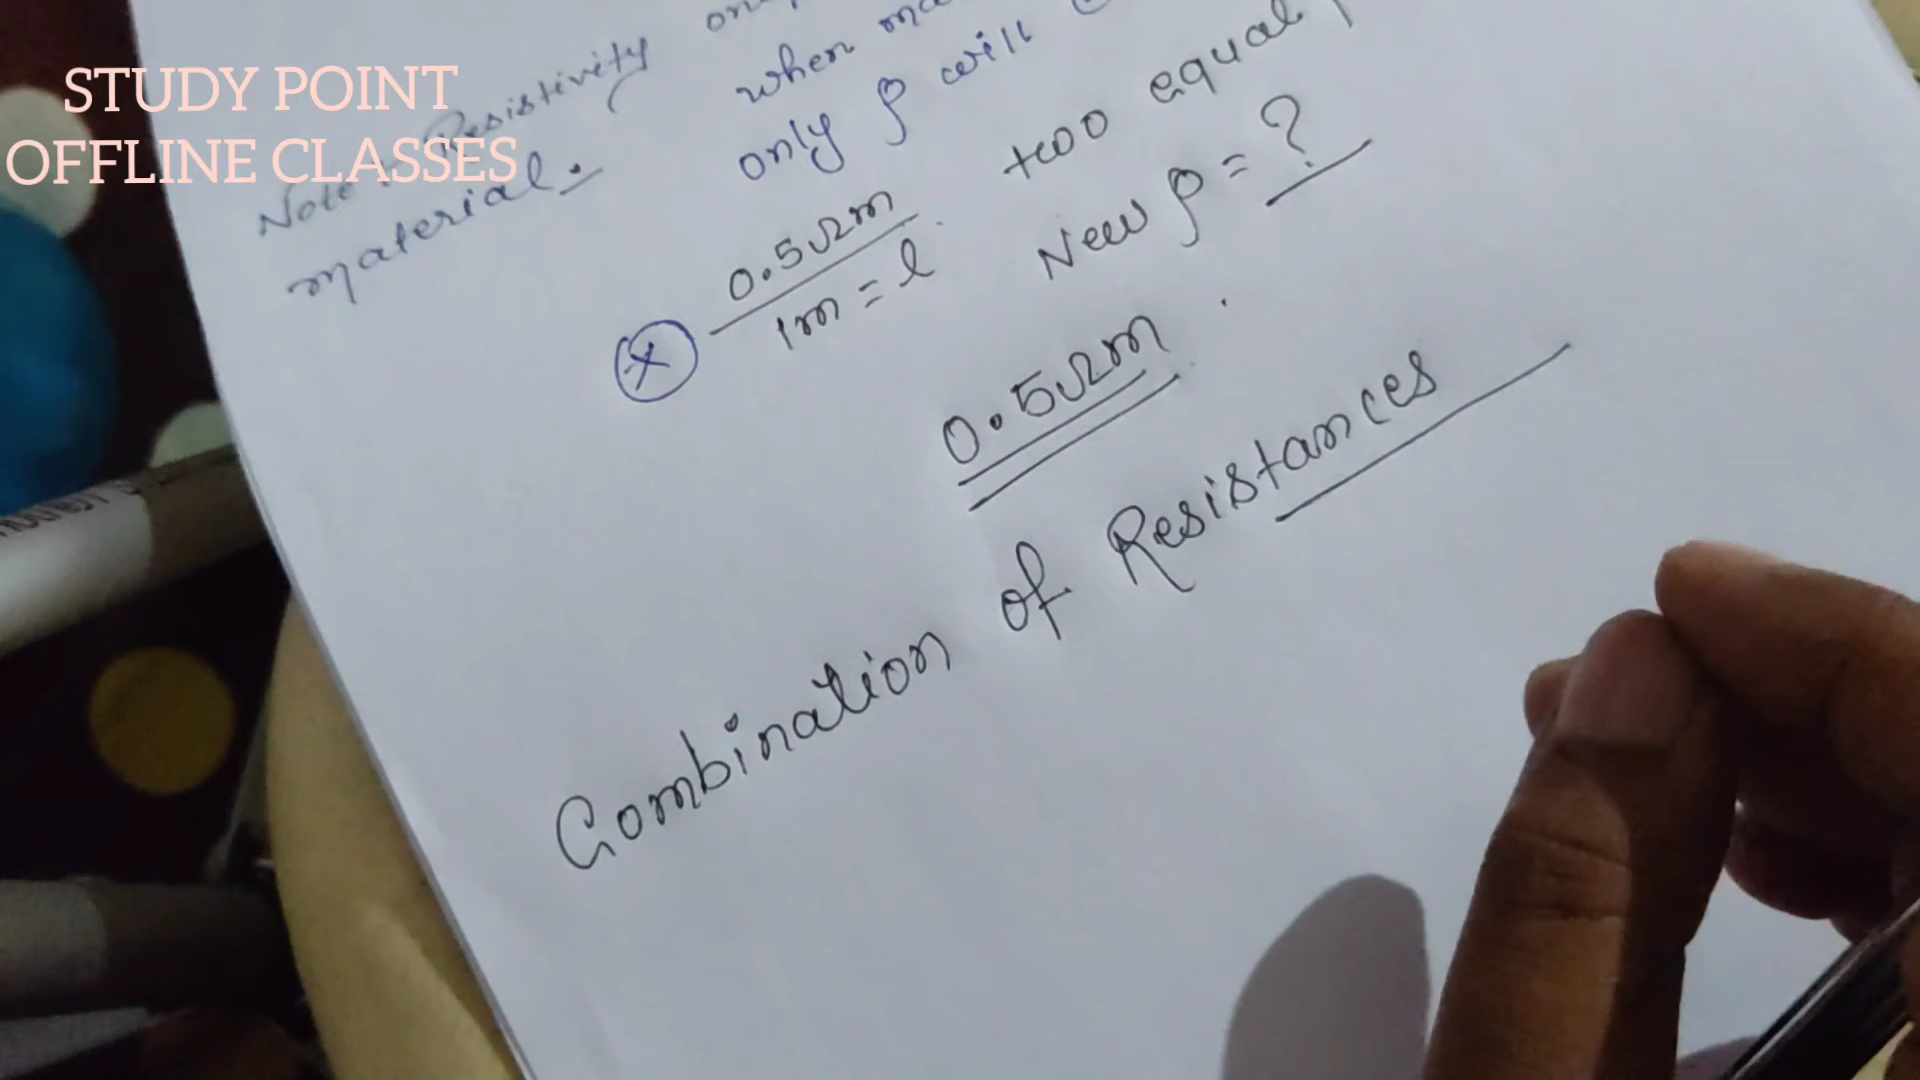 STUDY POINT
OFFLINE CLASSES
Note :- Resistivity
material.
when
only ρ will
⊗ 0.5Ωm two equal
1m = l New ρ = ?
0.5Ωm
Combination of Resistances